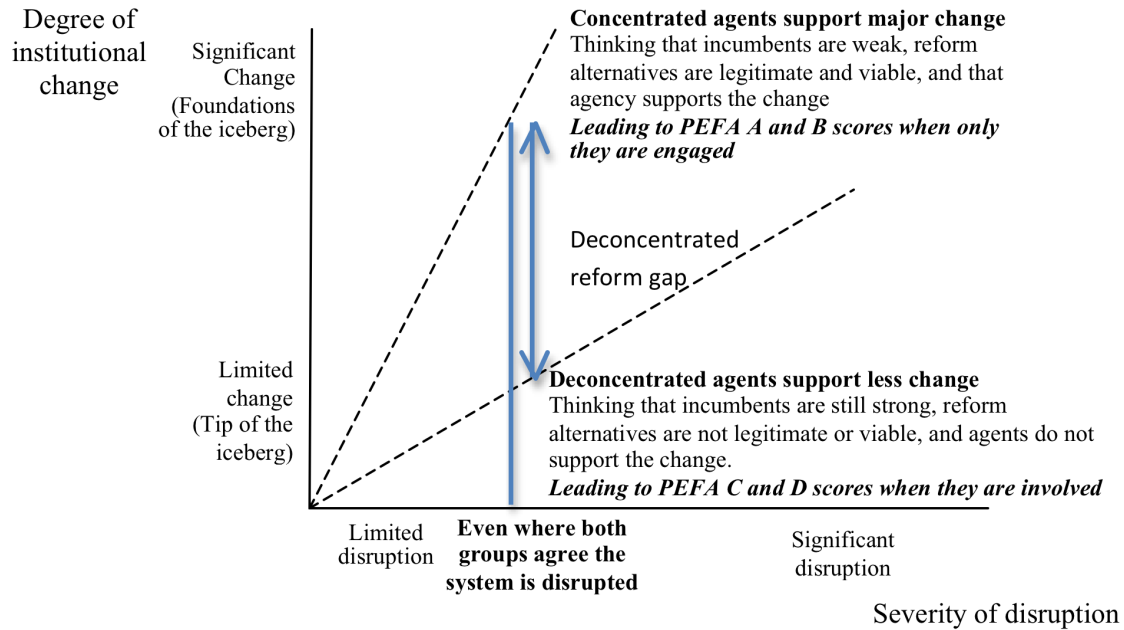 Degree of
institutional
change
Significant
Change
(Foundations
of the iceberg)
Concentrated agents support major change
Thinking that incumbents are weak, reform
alternatives are legitimate and viable, and that
agency supports the change
Leading to PEFA A and B scores when only
they are engaged
Deconcentrated
reform gap
Limited
change
(Tip of the
iceberg)
Deconcentrated agents support less change
Thinking that incumbents are still strong, reform
alternatives are not legitimate or viable, and agents do not
support the change.
Leading to PEFA C and D scores when they are involved
Limited
disruption
Even where both
groups agree the
system is disrupted
Significant
disruption
Severity of disruption